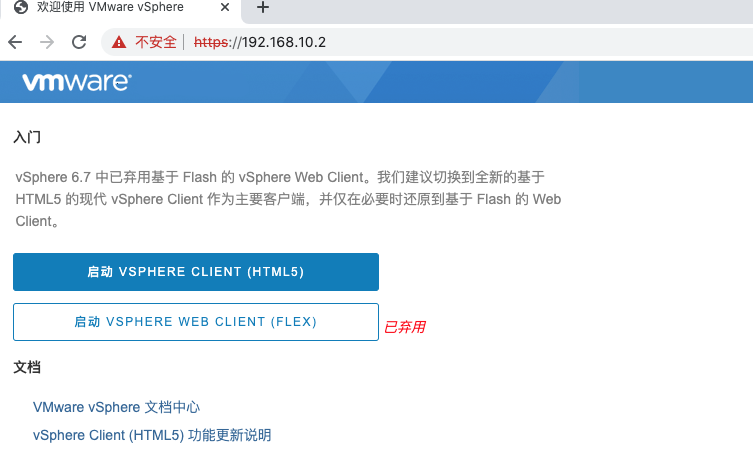 欢迎使用 VMware vSphere
不安全 https://192.168.10.2
vmware®
入门
vSphere 6.7 中已弃用基于 Flash 的 vSphere Web Client。我们建议切换到全新的基于
HTML5 的现代 vSphere Client 作为主要客户端，并仅在必要时还原到基于 Flash 的 Web
Client。
启动 VSPHERE CLIENT (HTML5)
启动 VSPHERE WEB CLIENT (FLEX) 已弃用
文档
VMware vSphere 文档中心
vSphere Client (HTML5) 功能更新说明